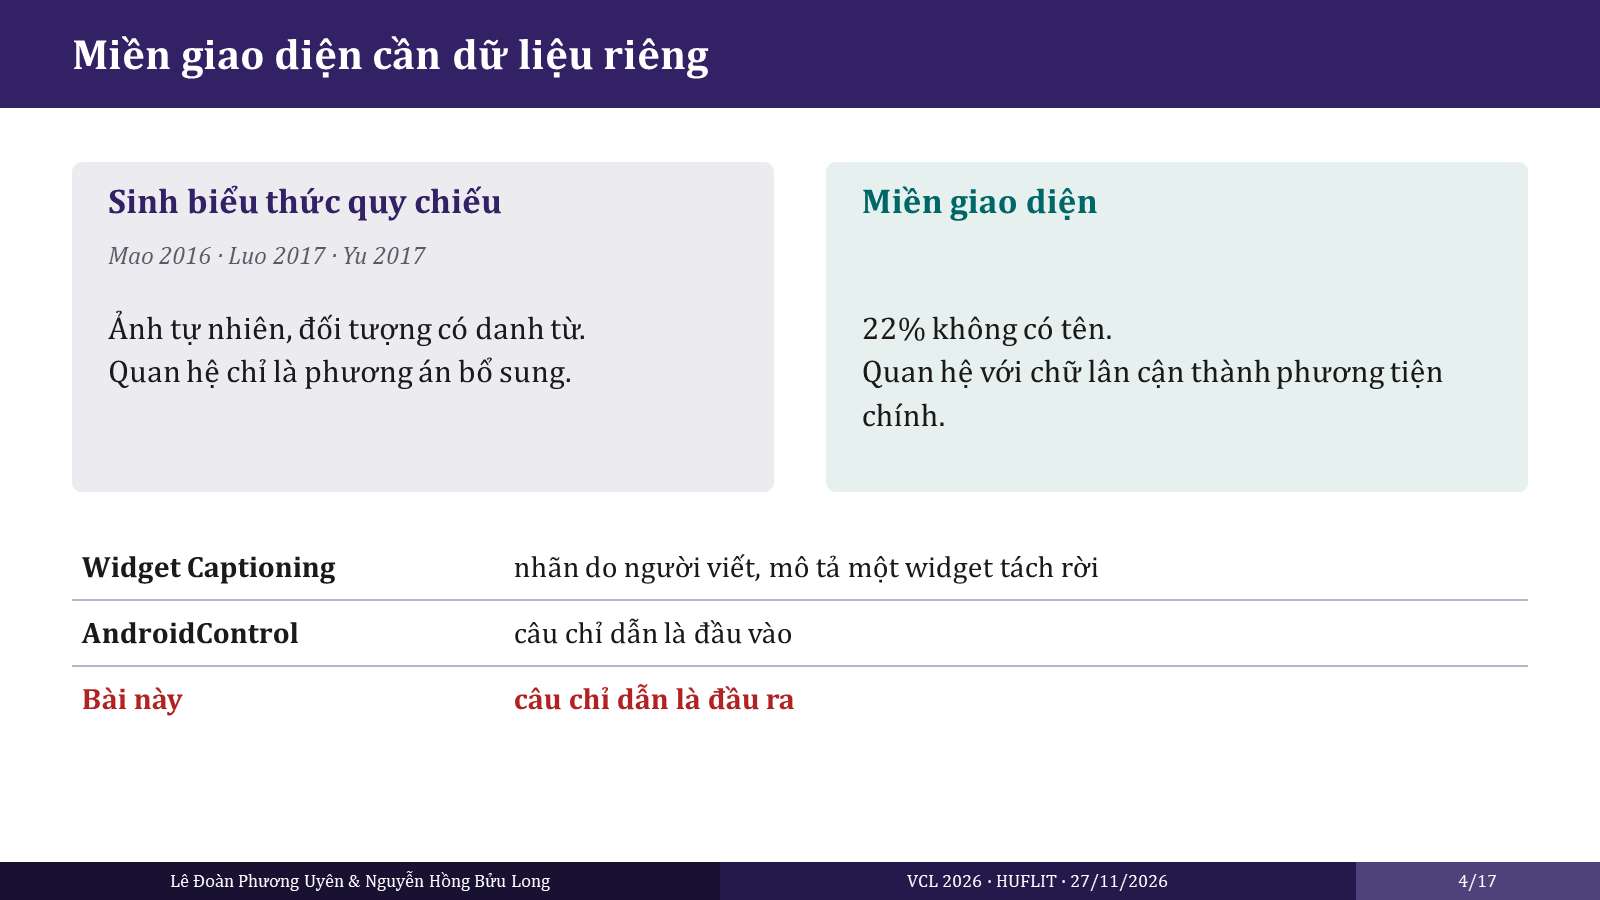 Miền giao diện cần dữ liệu riêng
Sinh biểu thức quy chiếu
Mao 2016 · Luo 2017 · Yu 2017
Ảnh tự nhiên, đối tượng có danh từ.
Quan hệ chỉ là phương án bổ sung.
Miền giao diện
22% không có tên.
Quan hệ với chữ lân cận thành phương tiện
chính.
Widget Captioning nhãn do người viết, mô tả một widget tách rời
AndroidControl câu chỉ dẫn là đầu vào
Bài này câu chỉ dẫn là đầu ra
Lê Đoàn Phương Uyên & Nguyễn Hồng Bửu Long VCL 2026 · HUFLIT · 27/11/2026 4/17